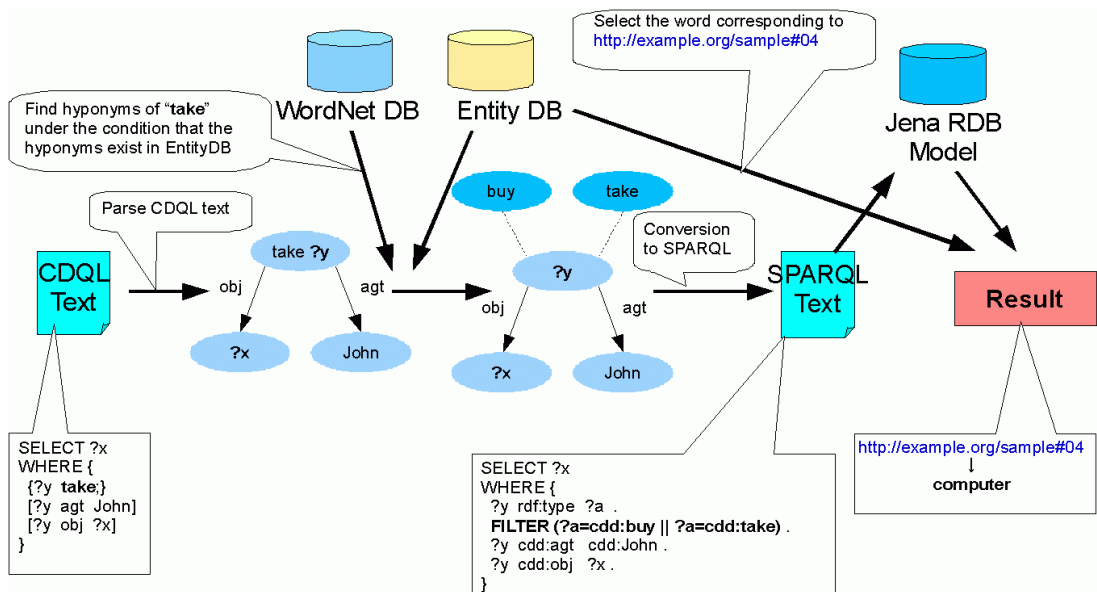 Select the word corresponding to
http://example.org/sample#04
WordNet DB
Entity DB
Find hyponyms of “take”
under the condition that the
hyponyms exist in EntityDB
Jena RDB
Model
Parse CDQL text
buy
take
Conversion
to SPARQL
CDQL
Text
take ?y
obj
agt
?x
John
?y
obj
agt
?x
John
SPARQL
Text
Result
SELECT ?x
WHERE {
{?y take;}
[?y agt John]
[?y obj ?x]
}
SELECT ?x
WHERE {
?y rdf:type ?a .
FILTER (?a=cdd:buy || ?a=cdd:take) .
?y cdd:agt cdd:John .
?y cdd:obj ?x .
}
http://example.org/sample#04
↓
computer